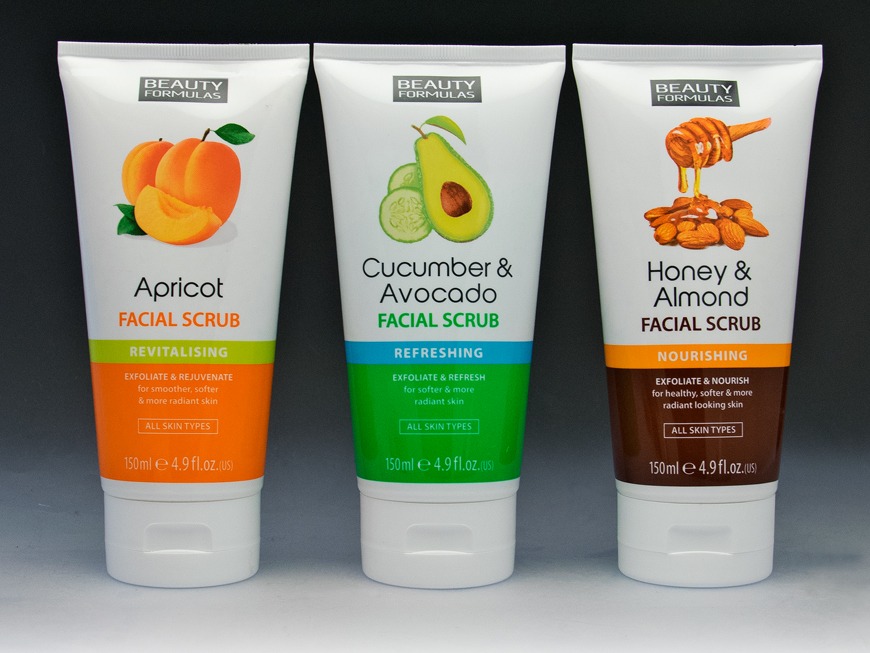 BEAUTY
FORMULAS
Apricot
FACIAL SCRUB
REVITALISING
EXFOLIATE & REJUVENATE
for smoother, softer
& more radiant skin
ALL SKIN TYPES
150ml ℮ 4.9fl.oz.(US)
BEAUTY
FORMULAS
Cucumber &
Avocado
FACIAL SCRUB
REFRESHING
EXFOLIATE & REFRESH
for softer & more
radiant skin
ALL SKIN TYPES
150ml ℮ 4.9fl.oz.(US)
BEAUTY
FORMULAS
Honey &
Almond
FACIAL SCRUB
NOURISHING
EXFOLIATE & NOURISH
for healthy, softer & more
radiant looking skin
ALL SKIN TYPES
150ml ℮ 4.9fl.oz.(US)